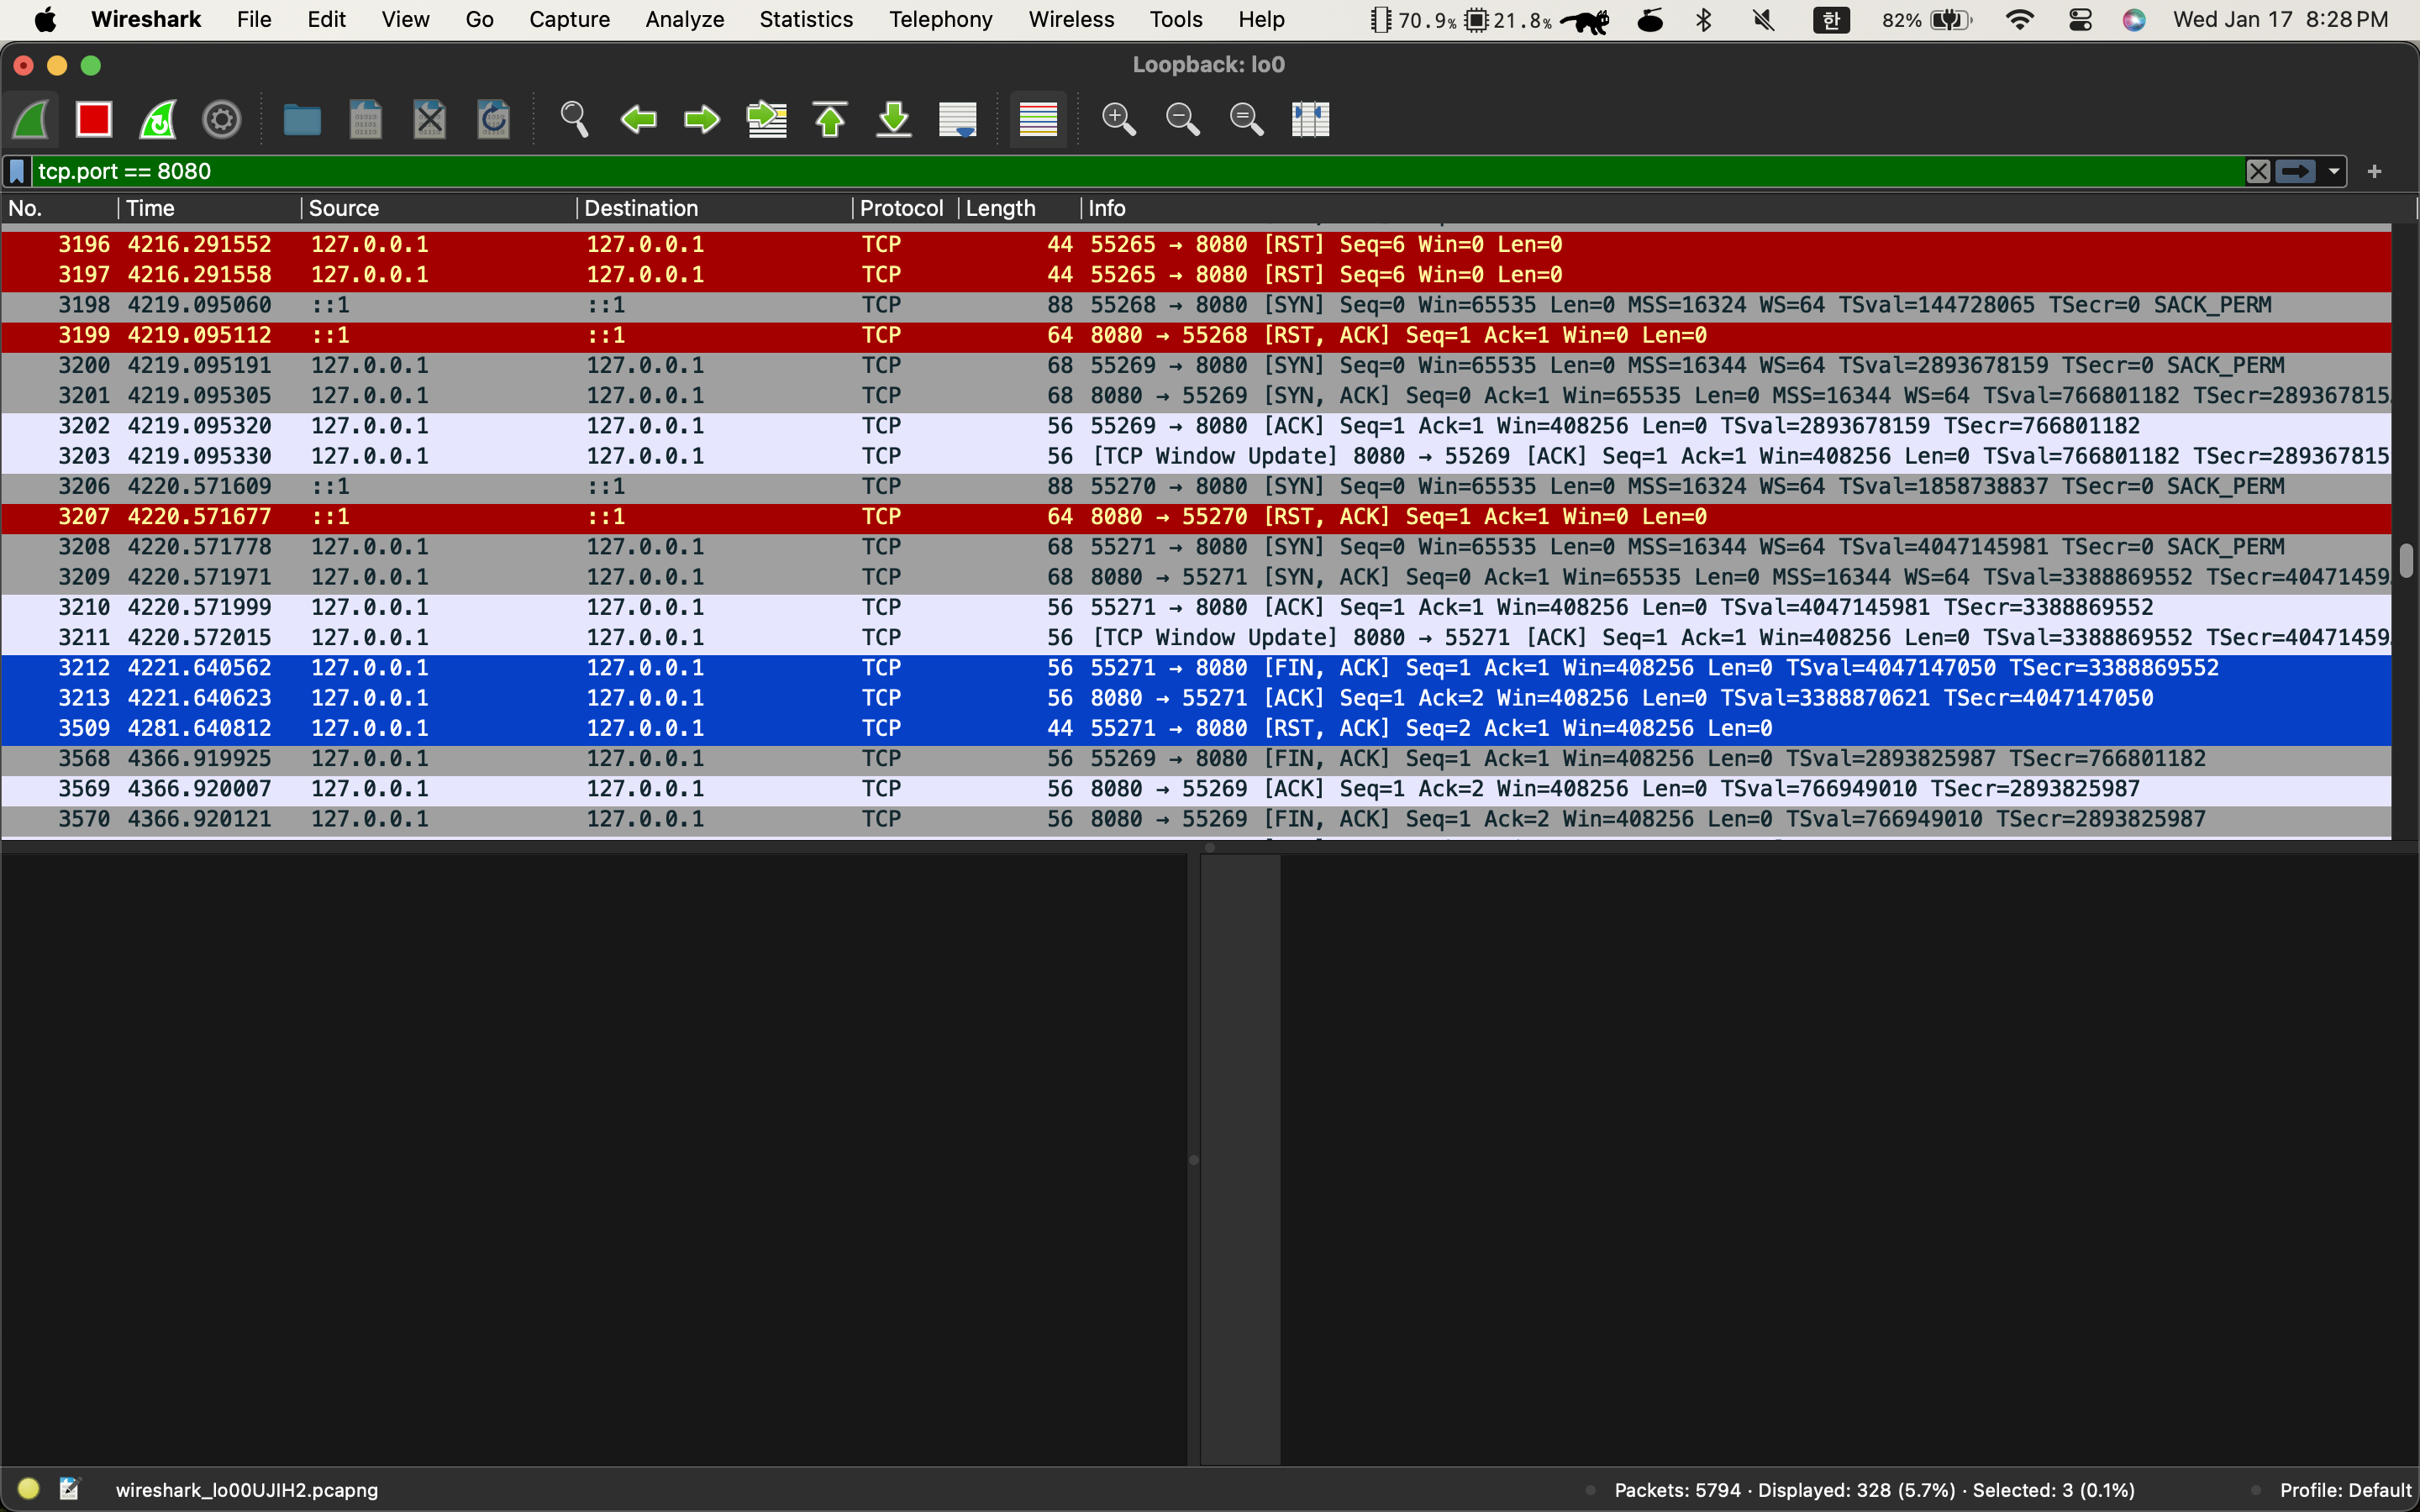 Wireshark File Edit View Go Capture Analyze Statistics Telephony Wireless Tools Help 70.9% 21.8% 한 82% Wed Jan 17 8:28 PM
Loopback: lo0
tcp.port == 8080
No. Time Source Destination Protocol Length Info
3196 4216.291552 127.0.0.1 127.0.0.1 TCP 44 55265 → 8080 [RST] Seq=6 Win=0 Len=0
3197 4216.291558 127.0.0.1 127.0.0.1 TCP 44 55265 → 8080 [RST] Seq=6 Win=0 Len=0
3198 4219.095060 ::1 ::1 TCP 88 55268 → 8080 [SYN] Seq=0 Win=65535 Len=0 MSS=16324 WS=64 TSval=144728065 TSecr=0 SACK_PERM
3199 4219.095112 ::1 ::1 TCP 64 8080 → 55268 [RST, ACK] Seq=1 Ack=1 Win=0 Len=0
3200 4219.095191 127.0.0.1 127.0.0.1 TCP 68 55269 → 8080 [SYN] Seq=0 Win=65535 Len=0 MSS=16344 WS=64 TSval=2893678159 TSecr=0 SACK_PERM
3201 4219.095305 127.0.0.1 127.0.0.1 TCP 68 8080 → 55269 [SYN, ACK] Seq=0 Ack=1 Win=65535 Len=0 MSS=16344 WS=64 TSval=766801182 TSecr=289367815
3202 4219.095320 127.0.0.1 127.0.0.1 TCP 56 55269 → 8080 [ACK] Seq=1 Ack=1 Win=408256 Len=0 TSval=2893678159 TSecr=766801182
3203 4219.095330 127.0.0.1 127.0.0.1 TCP 56 [TCP Window Update] 8080 → 55269 [ACK] Seq=1 Ack=1 Win=408256 Len=0 TSval=766801182 TSecr=289367815
3206 4220.571609 ::1 ::1 TCP 88 55270 → 8080 [SYN] Seq=0 Win=65535 Len=0 MSS=16324 WS=64 TSval=1858738837 TSecr=0 SACK_PERM
3207 4220.571677 ::1 ::1 TCP 64 8080 → 55270 [RST, ACK] Seq=1 Ack=1 Win=0 Len=0
3208 4220.571778 127.0.0.1 127.0.0.1 TCP 68 55271 → 8080 [SYN] Seq=0 Win=65535 Len=0 MSS=16344 WS=64 TSval=4047145981 TSecr=0 SACK_PERM
3209 4220.571971 127.0.0.1 127.0.0.1 TCP 68 8080 → 55271 [SYN, ACK] Seq=0 Ack=1 Win=65535 Len=0 MSS=16344 WS=64 TSval=3388869552 TSecr=40471459
3210 4220.571999 127.0.0.1 127.0.0.1 TCP 56 55271 → 8080 [ACK] Seq=1 Ack=1 Win=408256 Len=0 TSval=4047145981 TSecr=3388869552
3211 4220.572015 127.0.0.1 127.0.0.1 TCP 56 [TCP Window Update] 8080 → 55271 [ACK] Seq=1 Ack=1 Win=408256 Len=0 TSval=3388869552 TSecr=40471459
3212 4221.640562 127.0.0.1 127.0.0.1 TCP 56 55271 → 8080 [FIN, ACK] Seq=1 Ack=1 Win=408256 Len=0 TSval=4047147050 TSecr=3388869552
3213 4221.640623 127.0.0.1 127.0.0.1 TCP 56 8080 → 55271 [ACK] Seq=1 Ack=2 Win=408256 Len=0 TSval=3388870621 TSecr=4047147050
3509 4281.640812 127.0.0.1 127.0.0.1 TCP 44 55271 → 8080 [RST, ACK] Seq=2 Ack=1 Win=408256 Len=0
3568 4366.919925 127.0.0.1 127.0.0.1 TCP 56 55269 → 8080 [FIN, ACK] Seq=1 Ack=1 Win=408256 Len=0 TSval=2893825987 TSecr=766801182
3569 4366.920007 127.0.0.1 127.0.0.1 TCP 56 8080 → 55269 [ACK] Seq=1 Ack=2 Win=408256 Len=0 TSval=766949010 TSecr=2893825987
3570 4366.920121 127.0.0.1 127.0.0.1 TCP 56 8080 → 55269 [FIN, ACK] Seq=1 Ack=2 Win=408256 Len=0 TSval=766949010 TSecr=2893825987
wireshark_lo00UJIH2.pcapng Packets: 5794 · Displayed: 328 (5.7%) · Selected: 3 (0.1%) Profile: Default